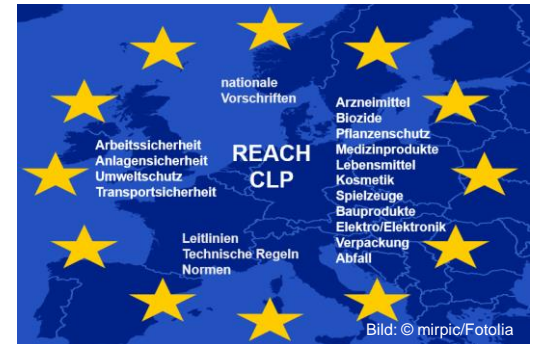 nationale
Vorschriften
Arbeitssicherheit
Anlagensicherheit
Umweltschutz
Transportsicherheit
REACH
CLP
Arzneimittel
Biozide
Pflanzenschutz
Medizinprodukte
Lebensmittel
Kosmetik
Spielzeuge
Bauprodukte
Elektro/Elektronik
Verpackung
Abfall
Leitlinien
Technische Regeln
Normen
Bild: © mirpic/Fotolia